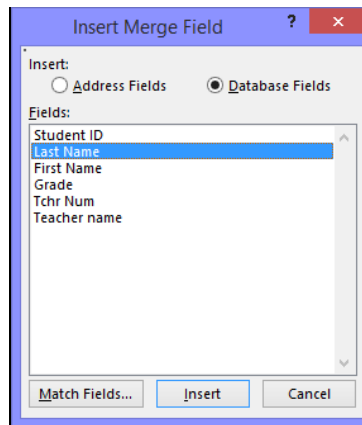 Insert Merge Field ? ×
Insert:
Address Fields Database Fields
Fields:
Student ID
Last Name
First Name
Grade
Tchr Num
Teacher name
Match Fields... Insert Cancel